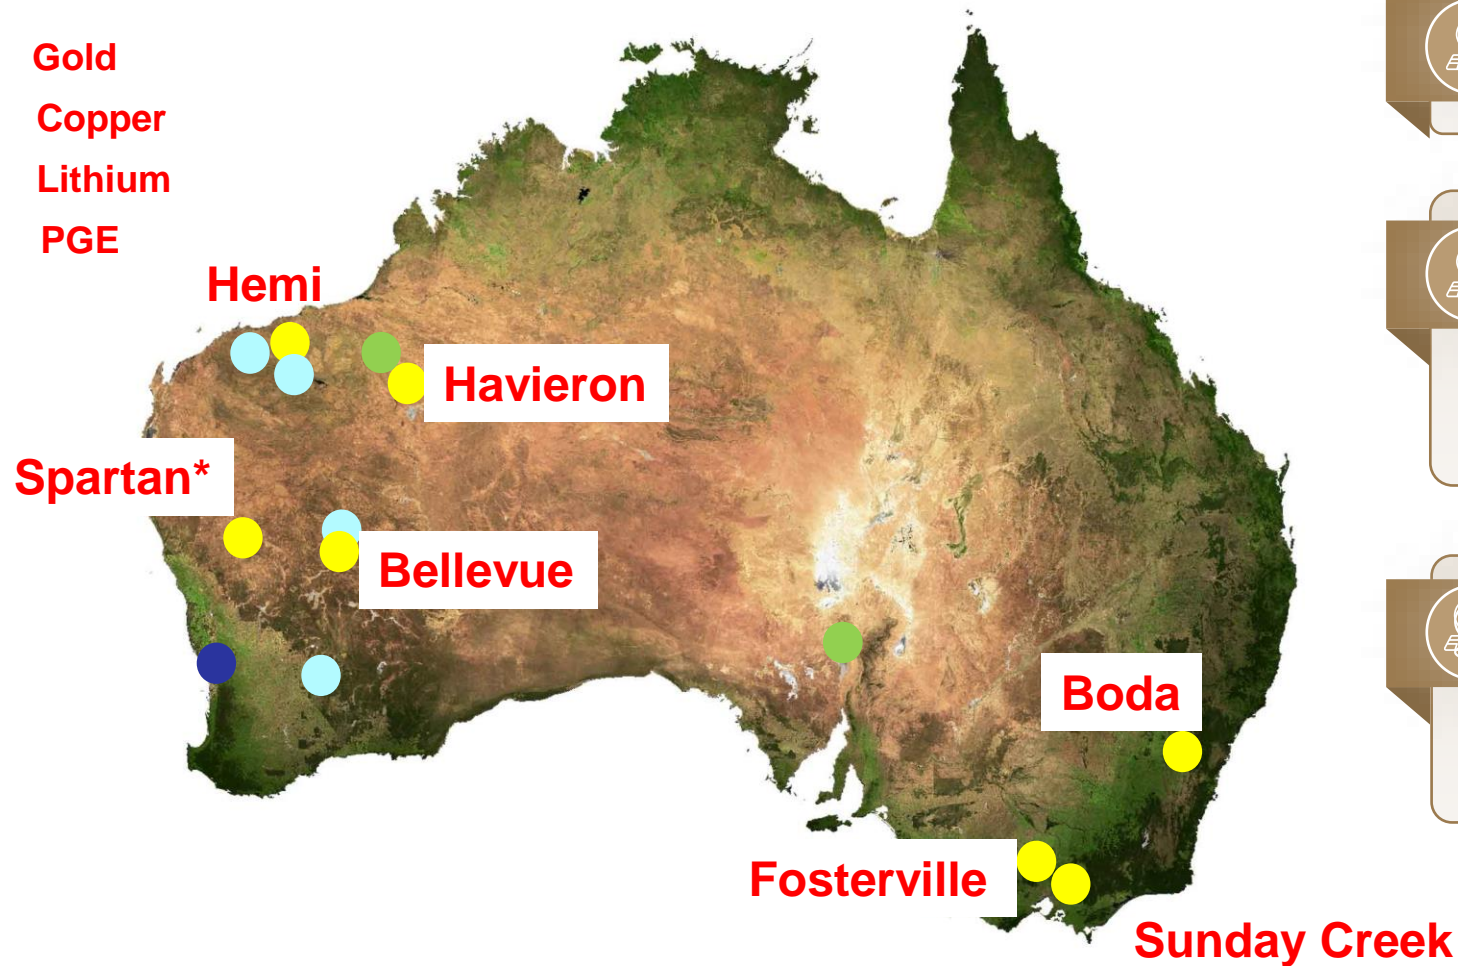 Gold
Copper
Lithium
PGE
Hemi
Havieron
Spartan*
Bellevue
Boda
Fosterville
Sunday Creek